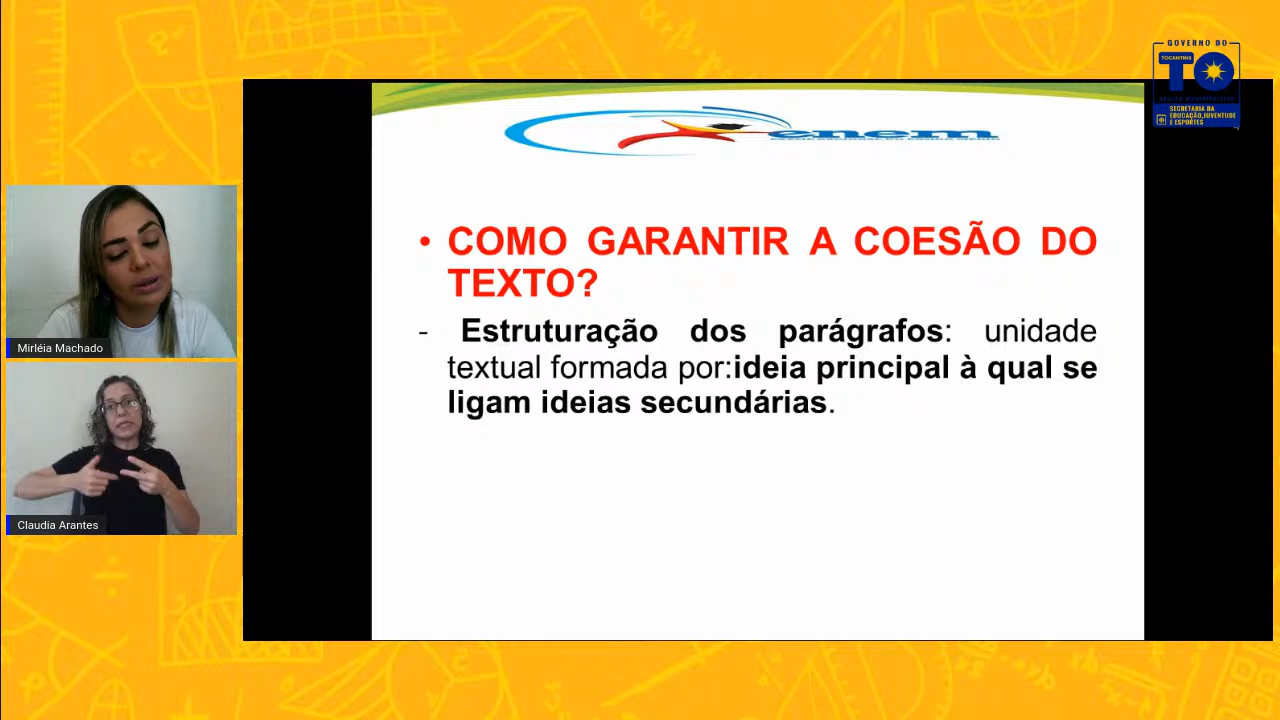 GOVERNO DO
TOCANTINS
TO
SECRETARIA DA
EDUCAÇÃO, JUVENTUDE
E ESPORTES
enem
• COMO GARANTIR A COESÃO DO
TEXTO?
- Estruturação dos parágrafos: unidade
textual formada por:ideia principal à qual se
ligam ideias secundárias.
Mirléia Machado
Claudia Arantes